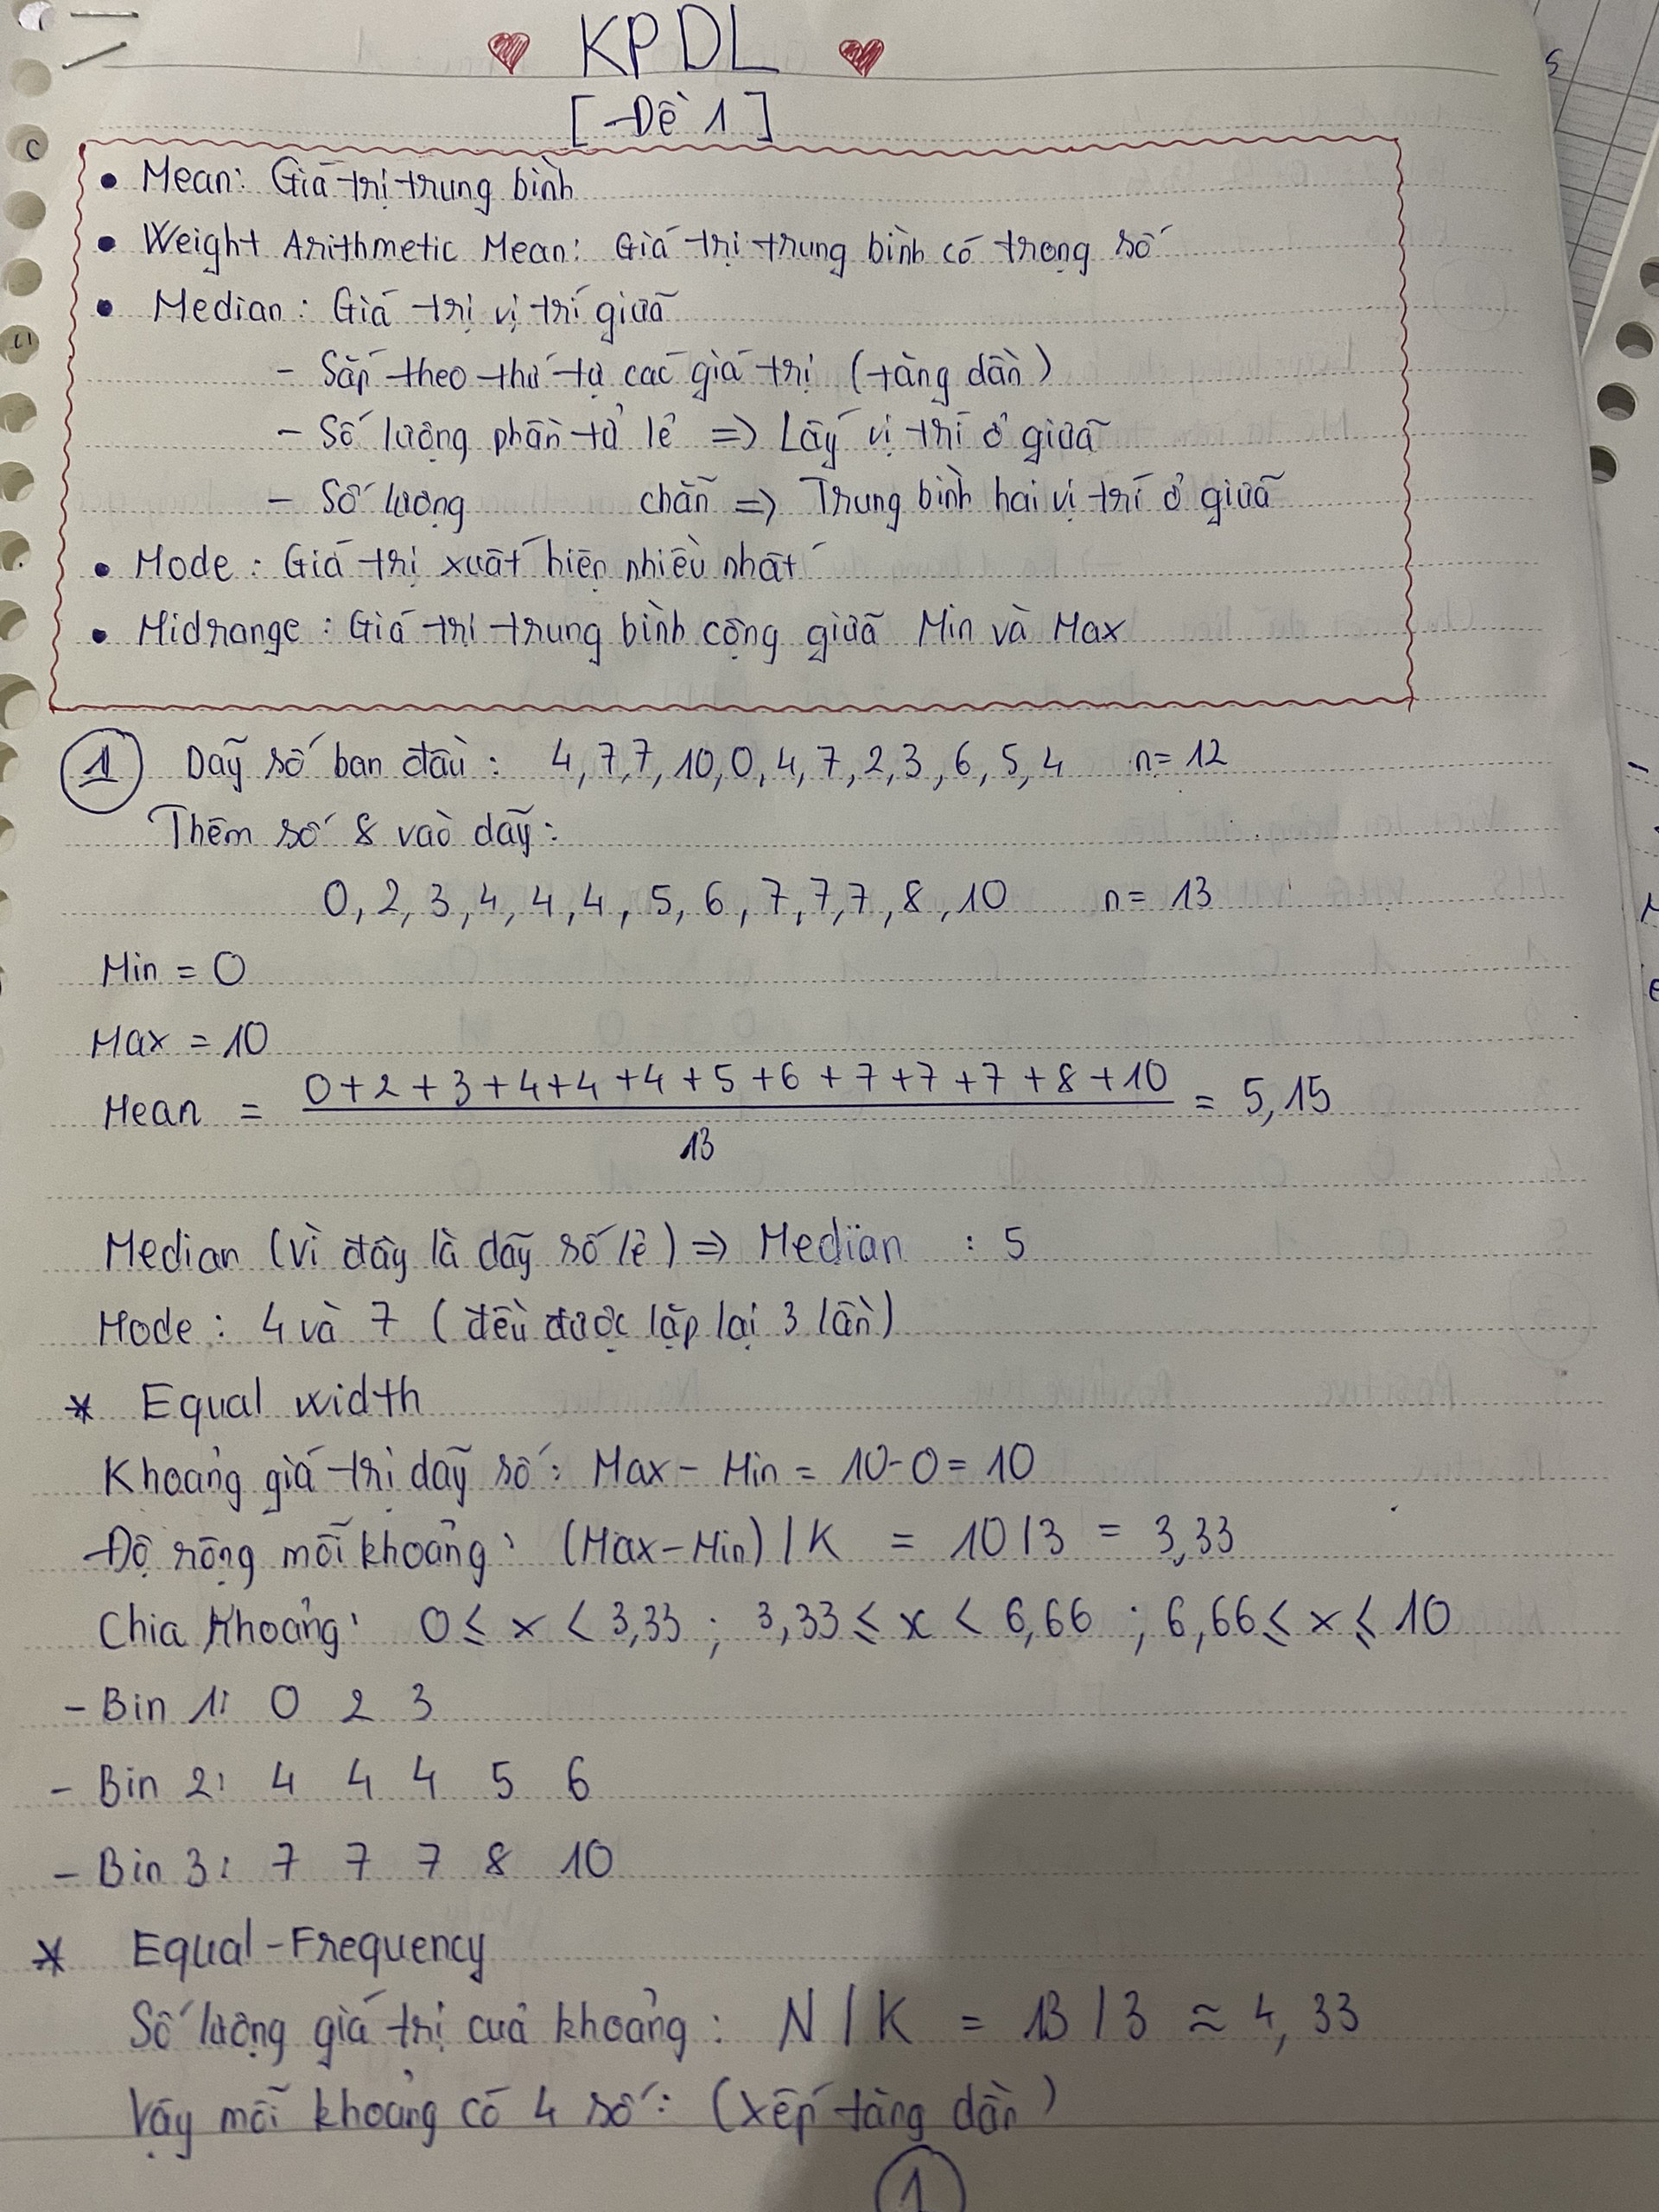 KPDL
[Đề 1]
• Mean: Giá trị trung bình
• Weight Arithmetic Mean: Giá trị trung bình có trọng số
• Median: Giá trị vị trí giữa
- Sắp theo thứ tự các giá trị (tăng dần)
- Số lượng phần tử lẻ => Lấy vị trí ở giữa
- Số lượng chẵn => Trung bình hai vị trí ở giữa
• Mode: Giá trị xuất hiện nhiều nhất
• Midrange: Giá trị trung bình cộng giữa Min và Max
1 Dãy số ban đầu: 4,7,7,10,0,4,7,2,3,6,5,4 n=12
Thêm số 8 vào dãy:
0,2,3,4,4,4,5,6,7,7,7,8,10 n=13
Min = 0
Max = 10
Mean = 0+2+3+4+4+4+5+6+7+7+7+8+10 / 13 = 5,15
Median (vì đây là dãy số lẻ) => Median : 5
Mode: 4 và 7 (đều được lặp lại 3 lần)
* Equal width
Khoảng giá trị dãy số: Max - Min = 10-0 = 10
Độ rộng mỗi khoảng: (Max-Min)/K = 10/3 = 3,33
Chia khoảng: 0 ≤ x < 3,33 ; 3,33 ≤ x < 6,66 ; 6,66 ≤ x ≤ 10
- Bin 1: 0 2 3
- Bin 2: 4 4 4 5 6
- Bin 3: 7 7 7 8 10
* Equal-Frequency
Số lượng giá trị của khoảng: N/K = 13/3 ≈ 4,33
Vậy mỗi khoảng có 4 số: (xếp tăng dần)
1